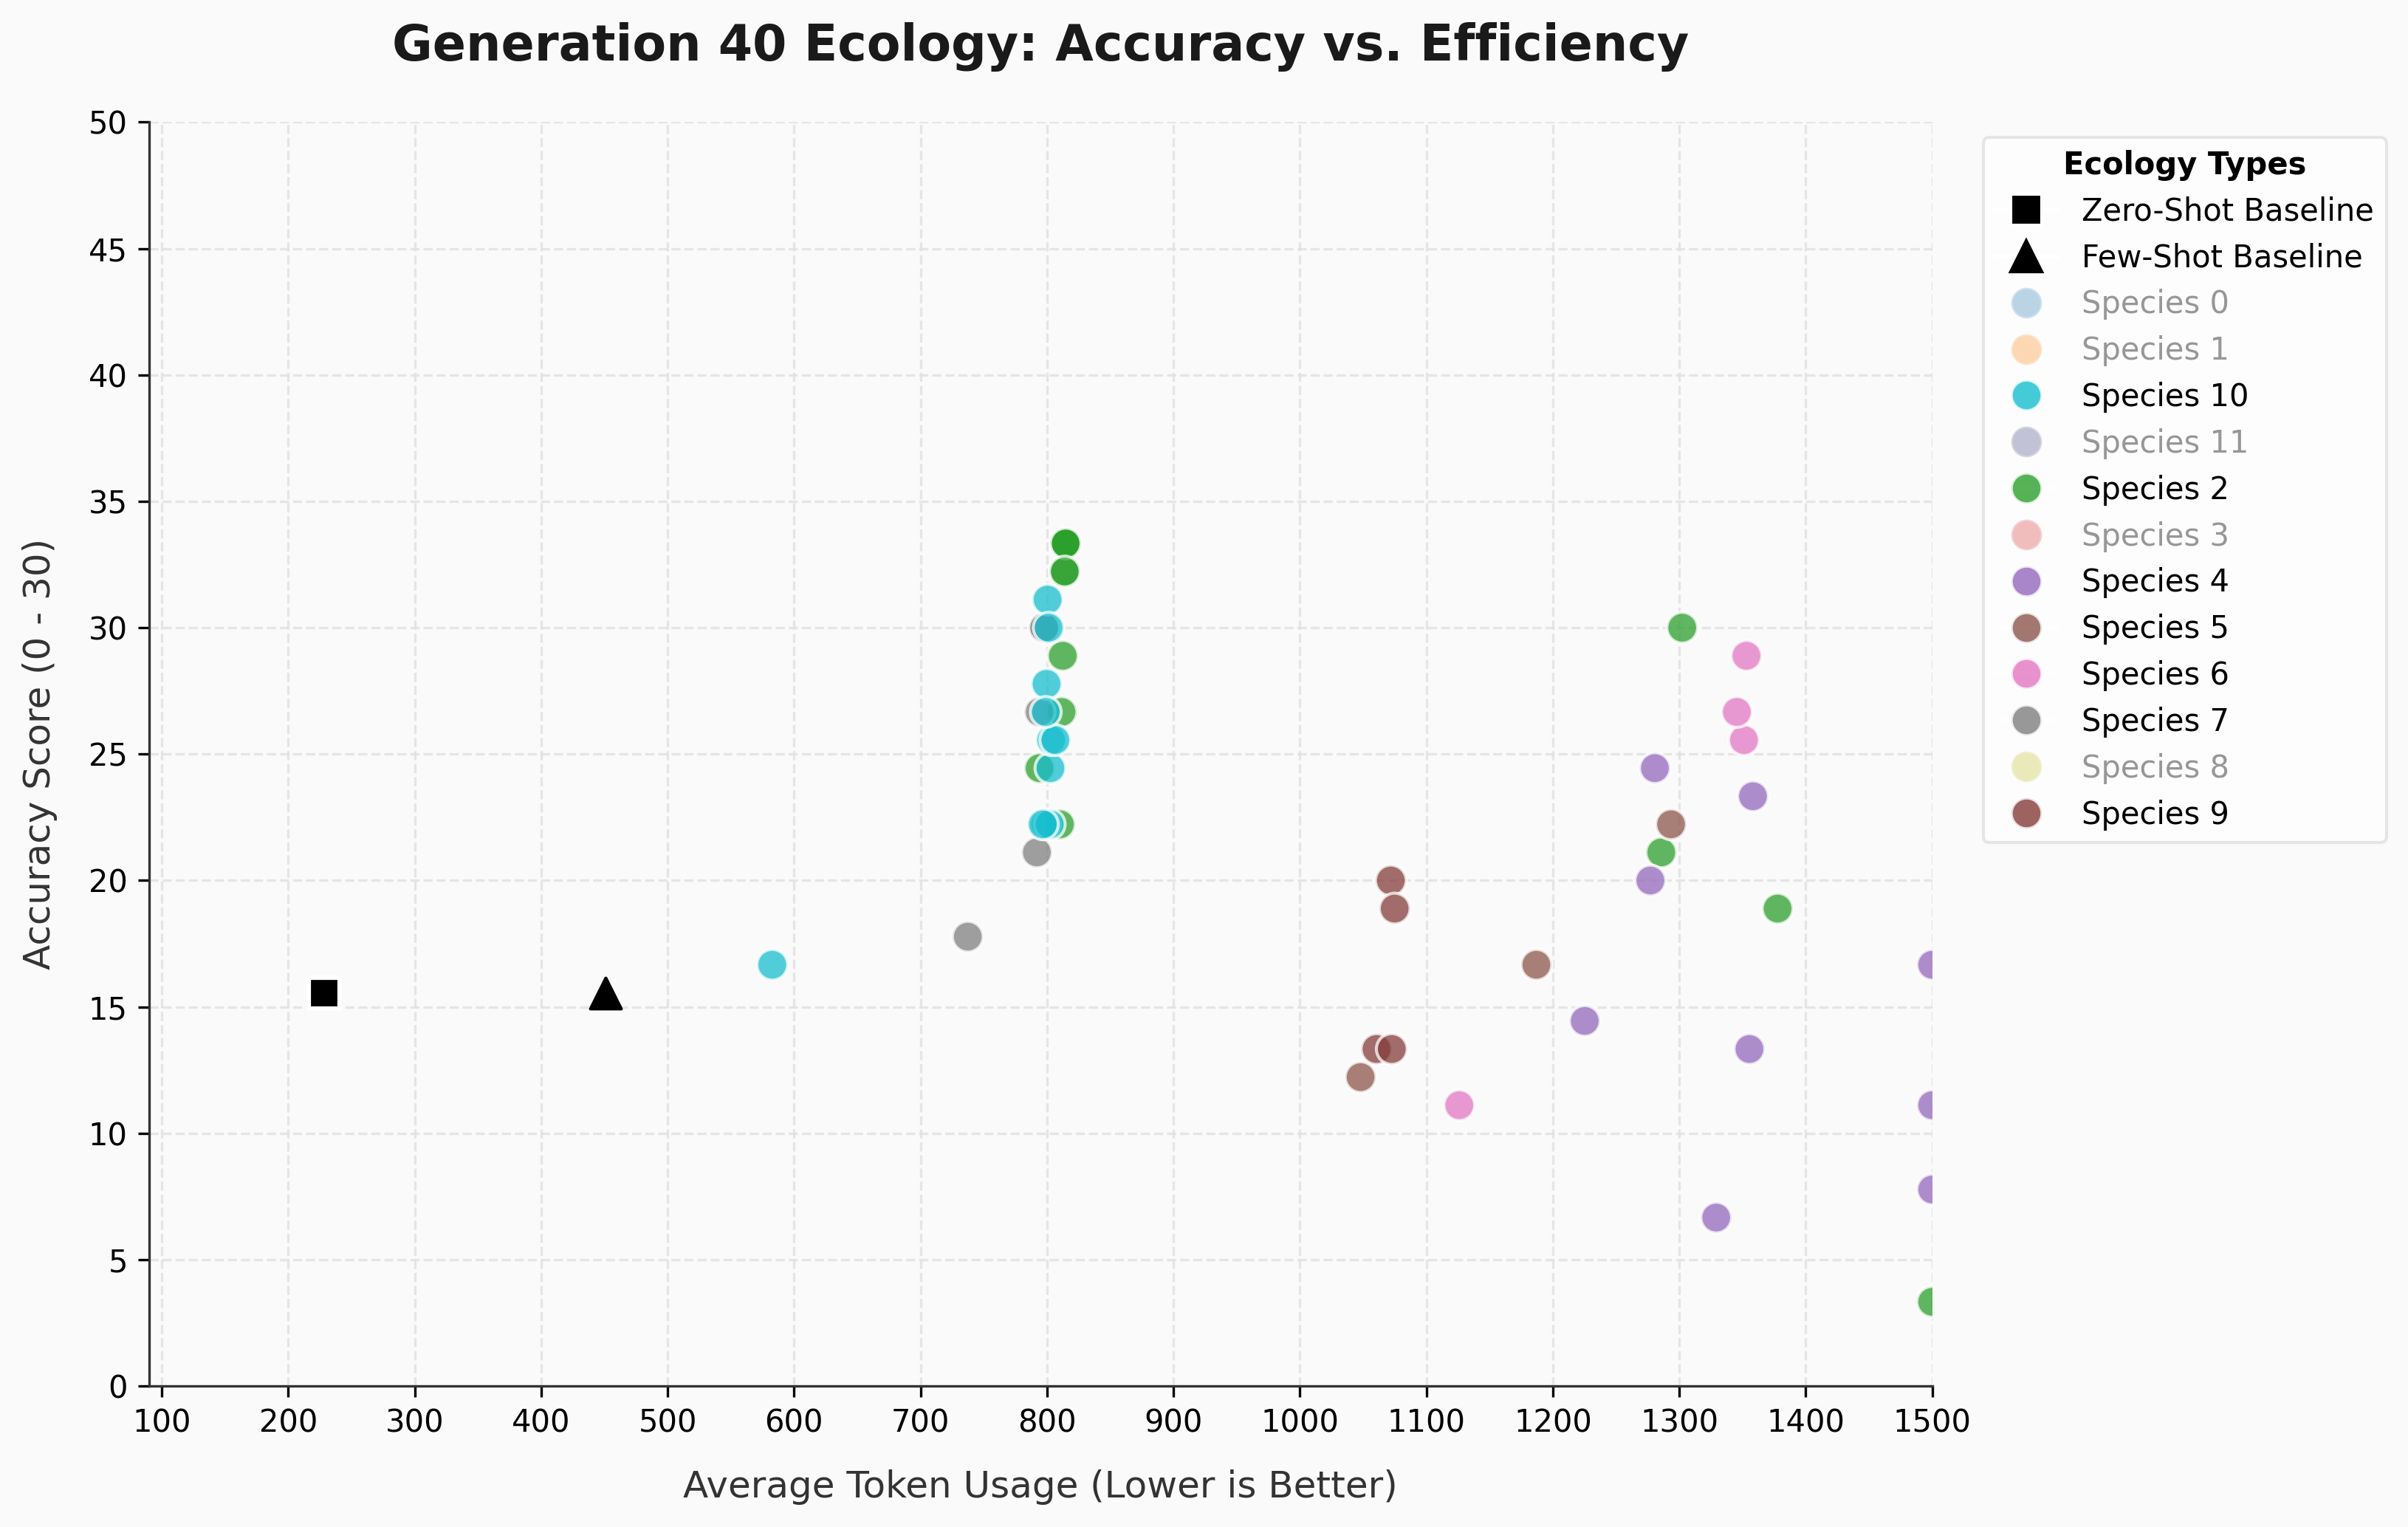 Generation 40 Ecology: Accuracy vs. Efficiency
50
45
40
35
30
25
20
15
10
5
0
Accuracy Score (0 - 30)
100 200 300 400 500 600 700 800 900 1000 1100 1200 1300 1400 1500
Average Token Usage (Lower is Better)
Ecology Types
Zero-Shot Baseline
Few-Shot Baseline
Species 0
Species 1
Species 10
Species 11
Species 2
Species 3
Species 4
Species 5
Species 6
Species 7
Species 8
Species 9